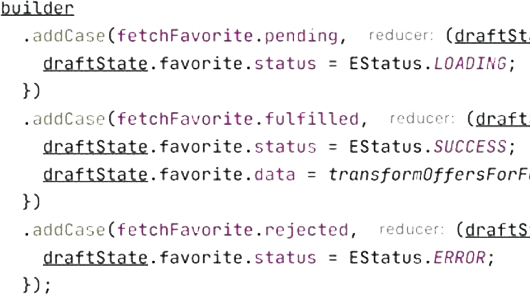 builder
.addCase(fetchFavorite.pending, reducer: (draftSt
draftState.favorite.status = EStatus.LOADING;
})
.addCase(fetchFavorite.fulfilled, reducer: (draft
draftState.favorite.status = EStatus.SUCCESS;
draftState.favorite.data = transformOffersForF
})
.addCase(fetchFavorite.rejected, reducer: (draftS
draftState.favorite.status = EStatus.ERROR;
});